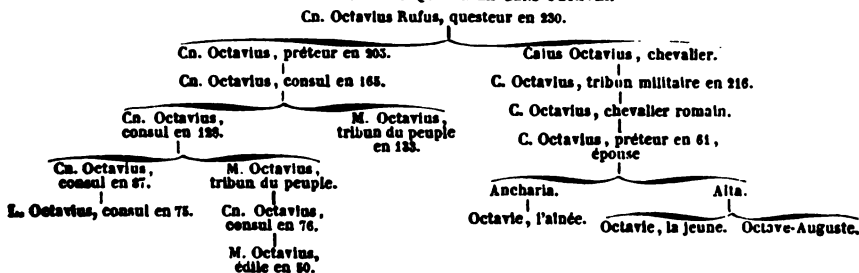 Cn. Octavius Rufus, questeur en 230.
Cn. Octavius, préteur en 205.
Caius Octavius, chevalier.
Cn. Octavius, consul en 165.
C. Octavius, tribun militaire en 216.
Cn. Octavius,
consul en 128.
M. Octavius,
tribun du peuple
en 133.
C. Octavius, chevalier romain.
C. Octavius, préteur en 61,
épouse
Cn. Octavius,
consul en 87.
M. Octavius,
tribun du peuple.
Ancharia.
Atta.
L. Octavius, consul en 75.
Cn. Octavius,
consul en 76.
Octavie, l'ainée.
Octavie, la jeune.
Octave-Auguste.
M. Octavius,
édile en 50.